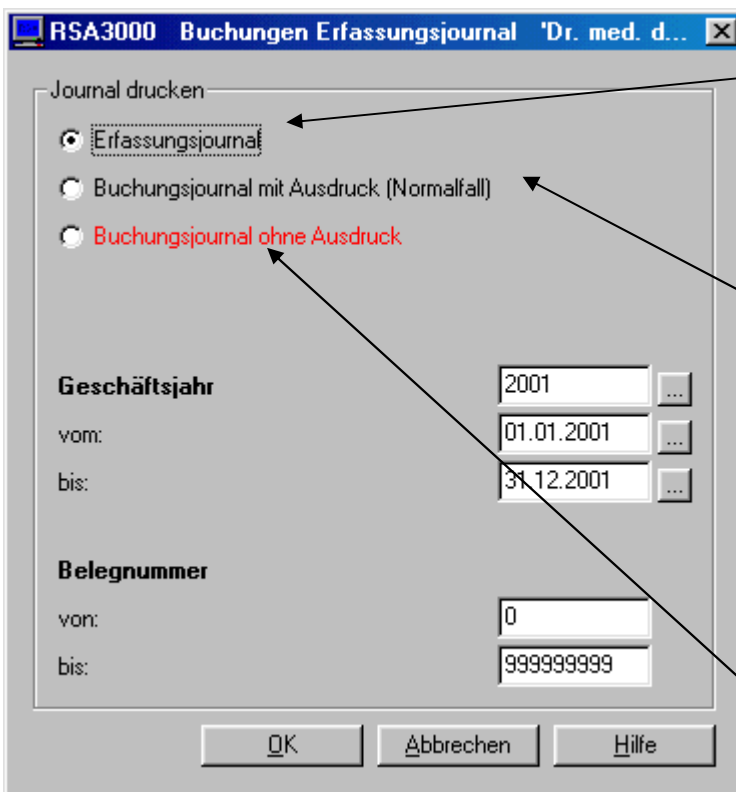 RSA3000 Buchungen Erfassungsjournal 'Dr. med. d...
Journal drucken
Erfassungsjournal
Buchungsjournal mit Ausdruck (Normalfall)
Buchungsjournal ohne Ausdruck
Geschäftsjahr 2001 ...
vom: 01.01.2001 ...
bis: 31.12.2001 ...
Belegnummer
von: 0
bis: 999999999
OK Abbrechen Hilfe